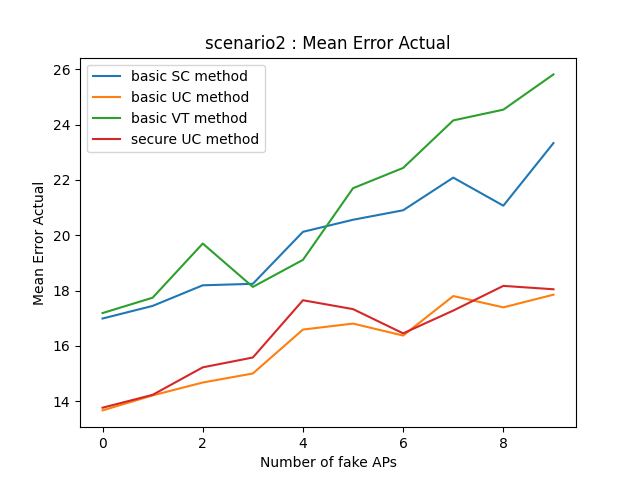 scenario2 : Mean Error Actual
basic SC method
basic UC method
basic VT method
secure UC method
Mean Error Actual
26
24
22
20
18
16
14
0 2 4 6 8
Number of fake APs